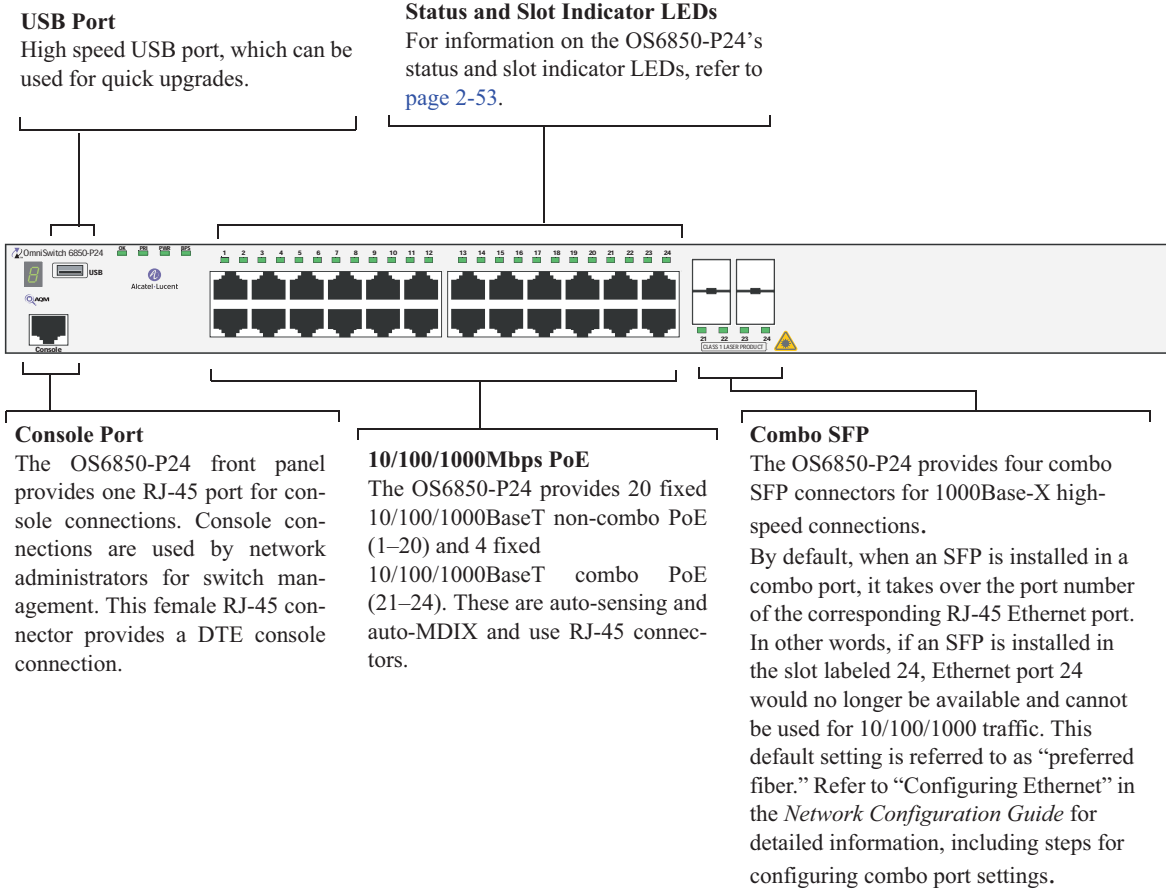 USB Port
High speed USB port, which can be
used for quick upgrades.
Status and Slot Indicator LEDs
For information on the OS6850-P24's
status and slot indicator LEDs, refer to
page 2-53.
OmniSwitch 6850-P24
OK PRI PWR BPS
USB
AQM
Alcatel·Lucent
Console
1 2 3 4 5 6 7 8 9 10 11 12
13 14 15 16 17 18 19 20 21 22 23 24
21 22 23 24
CLASS 1 LASER PRODUCT
Console Port
The OS6850-P24 front panel
provides one RJ-45 port for con-
sole connections. Console con-
nections are used by network
administrators for switch man-
agement. This female RJ-45 con-
nector provides a DTE console
connection.
10/100/1000Mbps PoE
The OS6850-P24 provides 20 fixed
10/100/1000BaseT non-combo PoE
(1–20) and 4 fixed
10/100/1000BaseT combo PoE
(21–24). These are auto-sensing and
auto-MDIX and use RJ-45 connec-
tors.
Combo SFP
The OS6850-P24 provides four combo
SFP connectors for 1000Base-X high-
speed connections.
By default, when an SFP is installed in a
combo port, it takes over the port number
of the corresponding RJ-45 Ethernet port.
In other words, if an SFP is installed in
the slot labeled 24, Ethernet port 24
would no longer be available and cannot
be used for 10/100/1000 traffic. This
default setting is referred to as “preferred
fiber.” Refer to “Configuring Ethernet” in
the Network Configuration Guide for
detailed information, including steps for
configuring combo port settings.